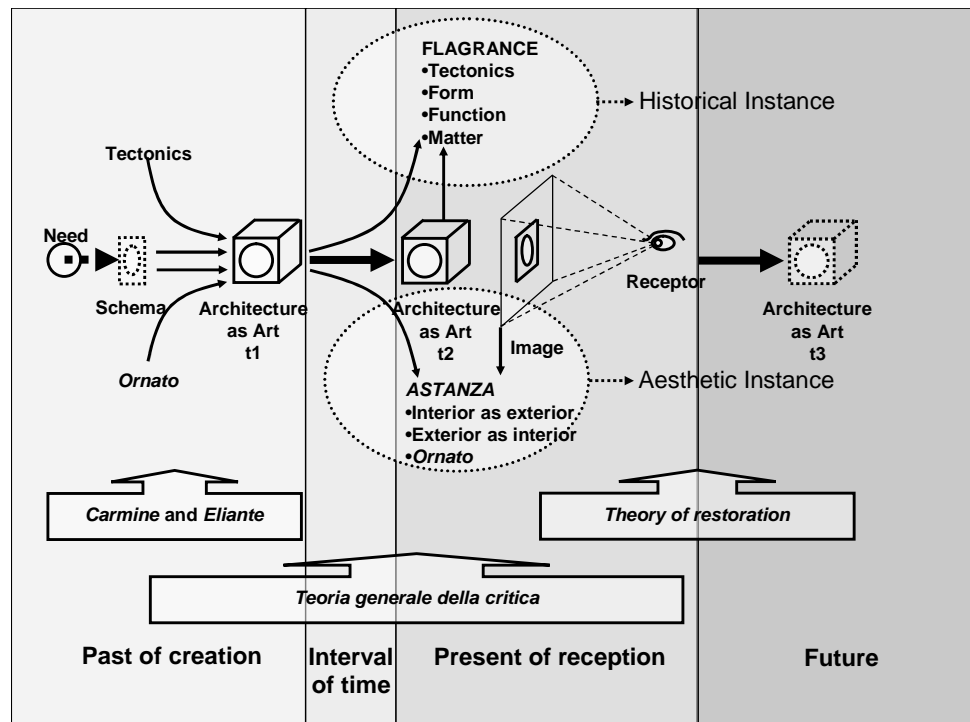 FLAGRANCE
•Tectonics
•Form
•Function
•Matter
Historical Instance
Tectonics
Need
Schema
Architecture
as Art
t1
Ornato
Architecture
as Art
t2
Image
Receptor
Architecture
as Art
t3
ASTANZA
•Interior as exterior
•Exterior as interior
•Ornato
Aesthetic Instance
Carmine and Eliante
Theory of restoration
Teoria generale della critica
Past of creation
Interval
of time
Present of reception
Future